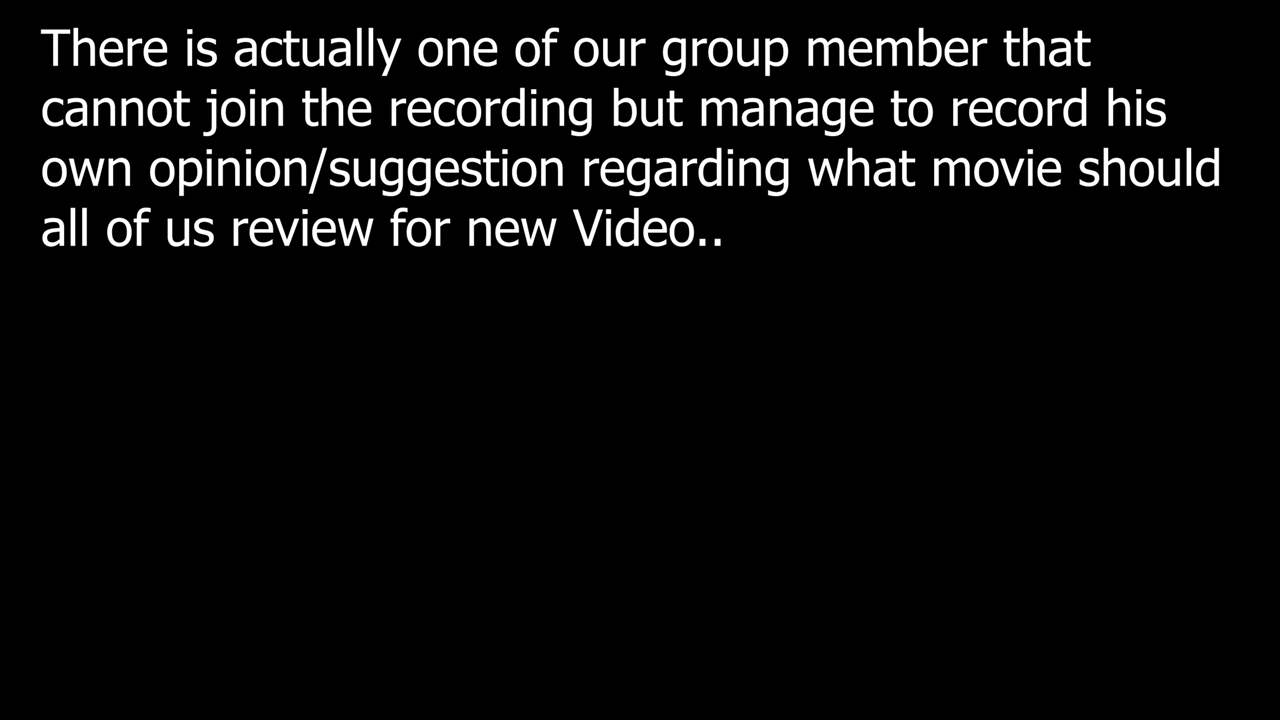 There is actually one of our group member that
cannot join the recording but manage to record his
own opinion/suggestion regarding what movie should
all of us review for new Video..